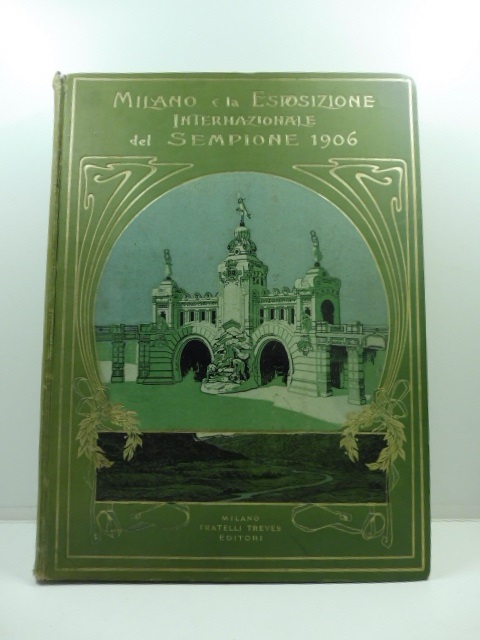 MILANO e la ESPOSIZIONE
INTERNAZIONALE
del SEMPIONE 1906
MILANO
FRATELLI TREVES
EDITORI